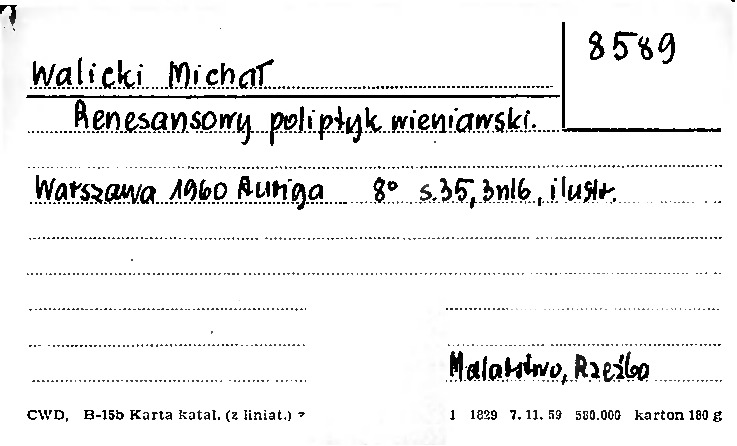 8589
Walicki Michał
Renesansowy poliptyk wieniawski.
Warszawa 1960 Auriga 8° s.35, 3nlb, ilustr.
Malarstwo, Rzeźba
CWD, B-15b Karta katal. (z liniat.) z 1 1829 7.11.59 580.000 karton 180 g